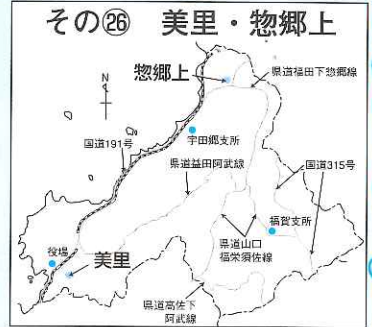 その㉖ 美里・惣郷上
惣郷上
県道福田下惣郷線
N
宇田郷支所
国道191号
県道益田阿武線
国道315号
福賀支所
役場
美里
県道山口
福栄須佐線
県道高佐下
阿武線